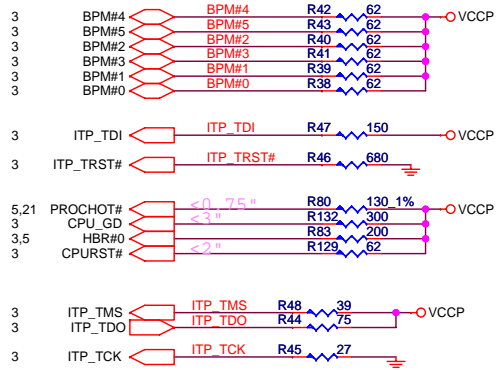 3 BPM#4 BPM#4 R42 62 VCCP
3 BPM#5 BPM#5 R43 62
3 BPM#2 BPM#2 R40 62
3 BPM#3 BPM#3 R41 62
3 BPM#1 BPM#1 R39 62
3 BPM#0 BPM#0 R38 62
3 ITP_TDI ITP_TDI R47 150 VCCP
3 ITP_TRST# ITP_TRST# R46 680
5,21 PROCHOT# <0.75" R80 130_1% VCCP
3 CPU_GD <3" R132 300
3,5 HBR#0 R83 200
3 CPURST# <2" R129 62
3 ITP_TMS ITP_TMS R48 39 VCCP
3 ITP_TDO ITP_TDO R44 75
3 ITP_TCK ITP_TCK R45 27